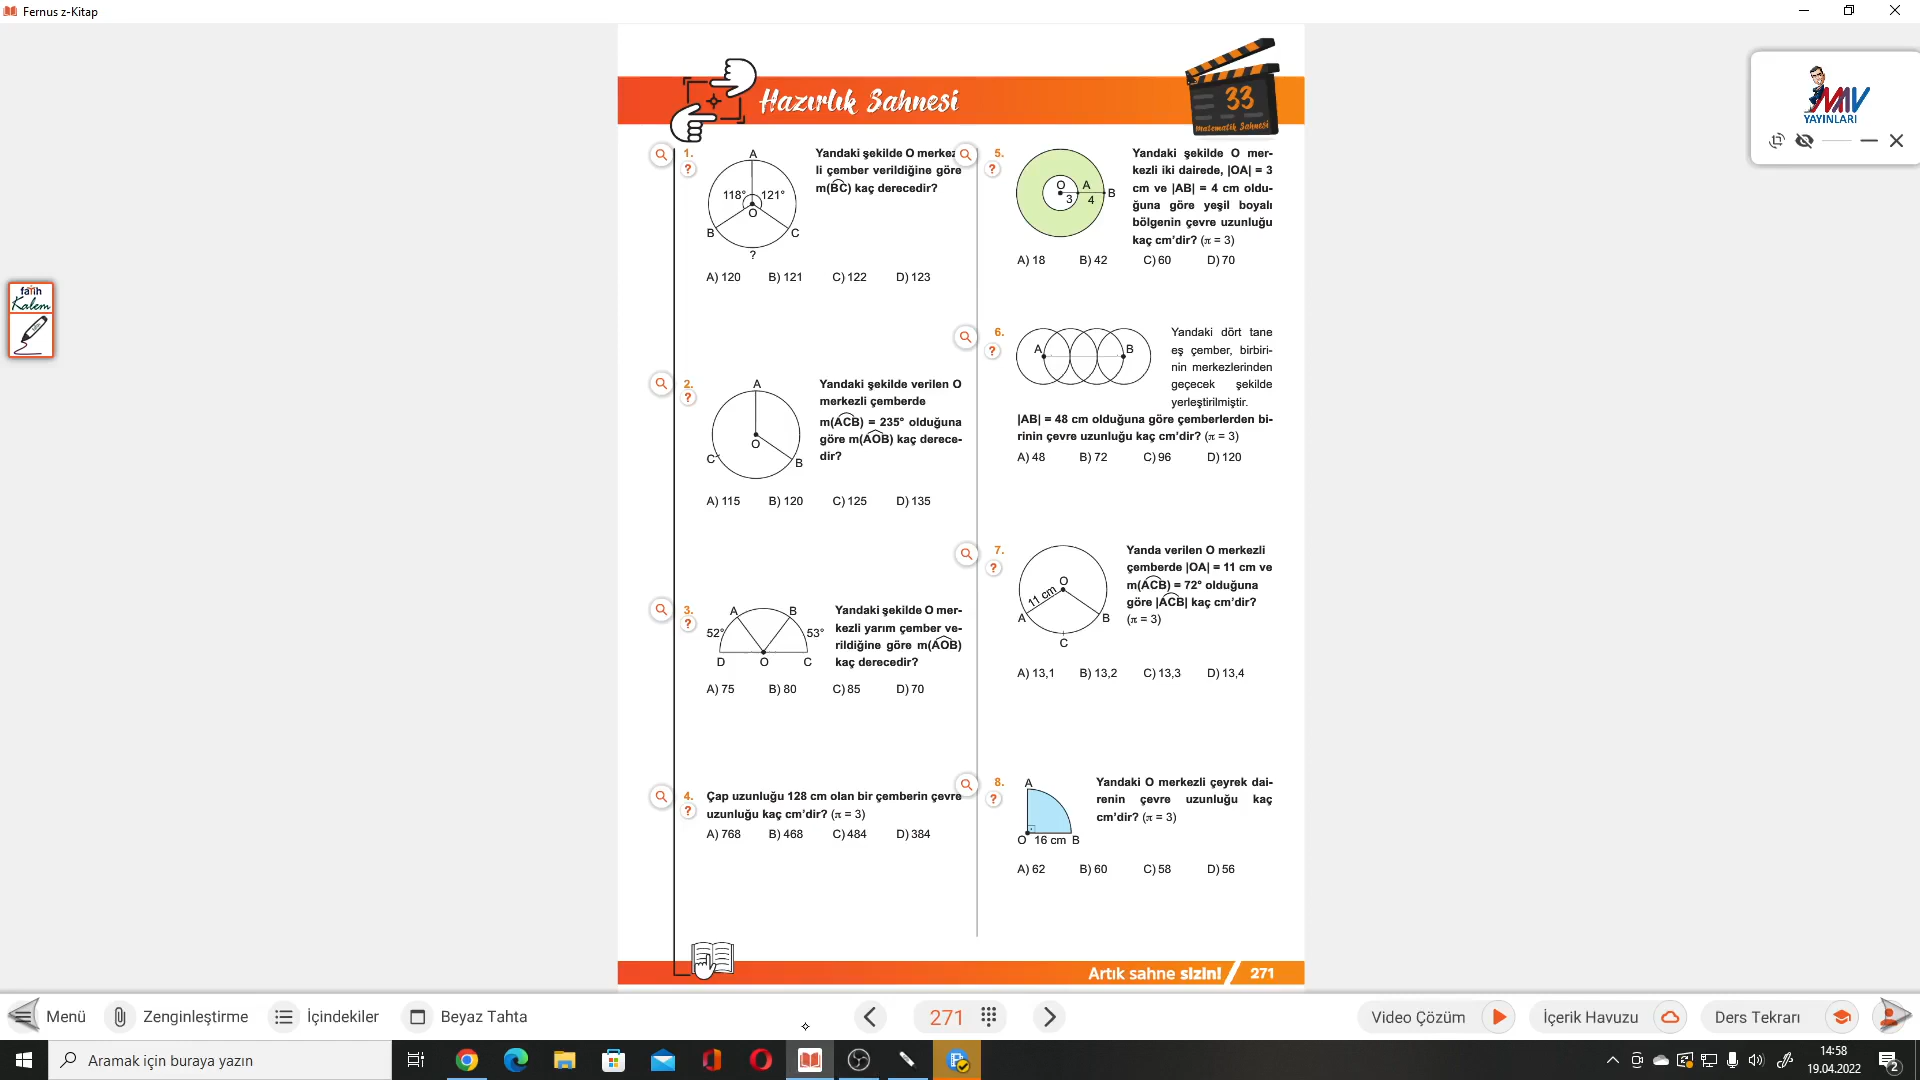 Fernus z-Kitap
MAV
YAYINLARI
fatih
Kalem
Hazırlık Sahnesi
33
Matematik Sahnesi
1.
?
A
118°
121°
O
B
C
?
Yandaki şekilde O merkez-
li çember verildiğine göre
m(BC) kaç derecedir?
A) 120 B) 121 C) 122 D) 123
2.
?
A
O
C
B
Yandaki şekilde verilen O
merkezli çemberde
m(ACB) = 235° olduğuna
göre m(AOB) kaç derece-
dir?
A) 115 B) 120 C) 125 D) 135
3.
?
A
B
52°
53°
D
O
C
Yandaki şekilde O mer-
kezli yarım çember ve-
rildiğine göre m(AOB)
kaç derecedir?
A) 75 B) 80 C) 85 D) 70
4.
?
Çap uzunluğu 128 cm olan bir çemberin çevre
uzunluğu kaç cm'dir? (π = 3)
A) 768 B) 468 C) 484 D) 384
5.
?
O
A
B
3
4
Yandaki şekilde O mer-
kezli iki dairede, |OA| = 3
cm ve |AB| = 4 cm oldu-
ğuna göre yeşil boyalı
bölgenin çevre uzunluğu
kaç cm'dir? (π = 3)
A) 18 B) 42 C) 60 D) 70
6.
?
A
B
Yandaki dört tane
eş çember, birbiri-
nin merkezlerinden
geçecek şekilde
yerleştirilmiştir.
|AB| = 48 cm olduğuna göre çemberlerden bi-
rinin çevre uzunluğu kaç cm'dir? (π = 3)
A) 48 B) 72 C) 96 D) 120
7.
?
O
11 cm
A
B
C
Yanda verilen O merkezli
çemberde |OA| = 11 cm ve
m(ACB) = 72° olduğuna
göre |ACB| kaç cm'dir?
(π = 3)
A) 13,1 B) 13,2 C) 13,3 D) 13,4
8.
?
A
O 16 cm B
Yandaki O merkezli çeyrek dai-
renin çevre uzunluğu kaç
cm'dir? (π = 3)
A) 62 B) 60 C) 58 D) 56
Artık sahne sizin! 271
Menü Zenginleştirme İçindekiler Beyaz Tahta 271 Video Çözüm İçerik Havuzu Ders Tekrarı
Aramak için buraya yazın
14:58
19.04.2022
2